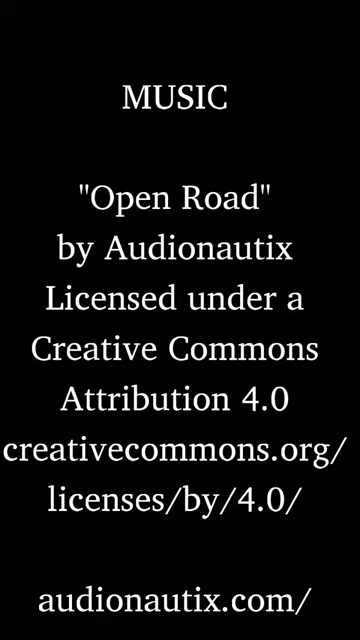 MUSIC
"Open Road"
by Audionautix
Licensed under a
Creative Commons
Attribution 4.0
creativecommons.org/
licenses/by/4.0/
audionautix.com/